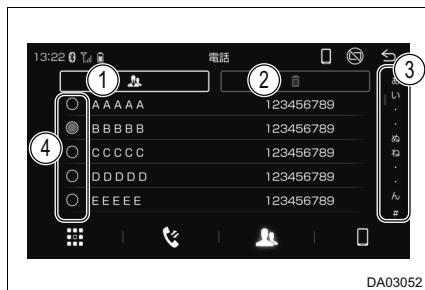 13:22 電話
1 2 3
AAAAA 123456789
BBBBB 123456789
CCCCC 123456789
DDDDD 123456789
EEEEE 123456789
4
あ
い
・
・
ぬ
ね
・
・
ん
#
DA03052